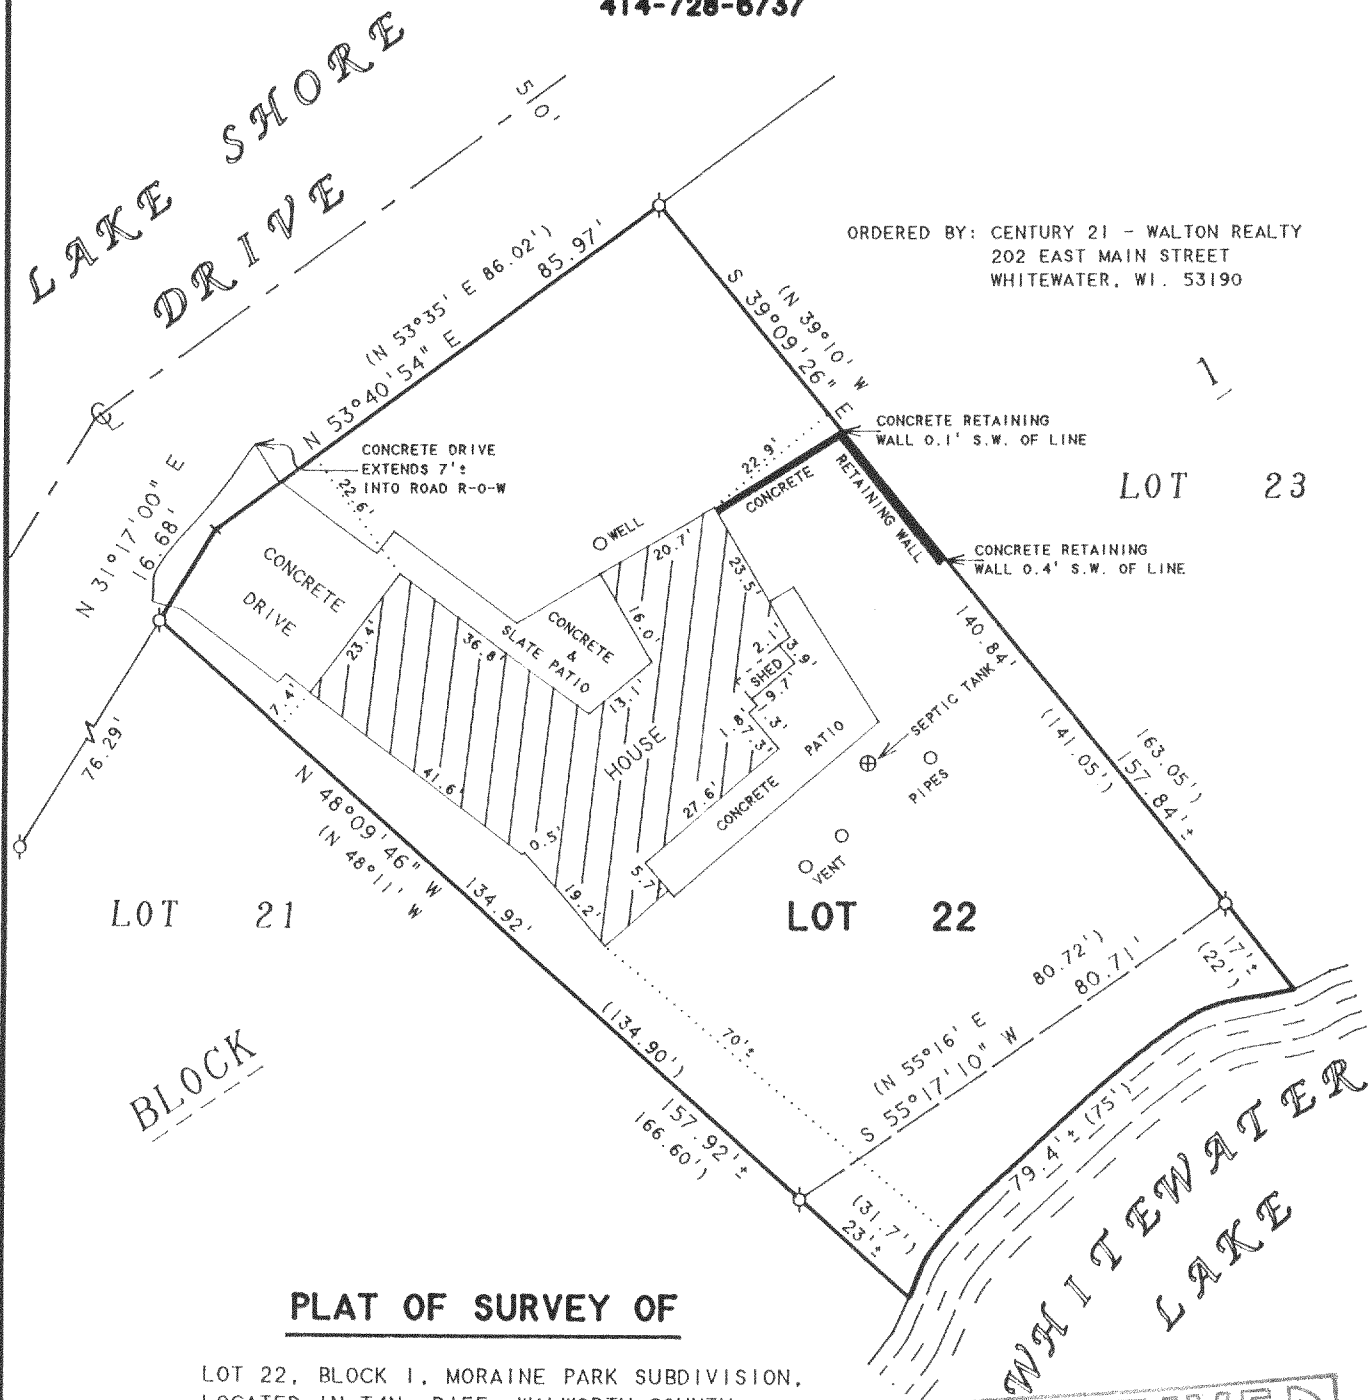 414-728-6737
LAKE SHORE
DRIVE
50'
ORDERED BY: CENTURY 21 - WALTON REALTY
202 EAST MAIN STREET
WHITEWATER, WI. 53190
(N 53°35' E 86.02')
85.97'
N 53°40'54" E
(N 39°10' W
S 39°09'26" E
1
LOT 23
CONCRETE RETAINING
WALL 0.1' S.W. OF LINE
CONCRETE RETAINING
WALL 0.4' S.W. OF LINE
CONCRETE DRIVE
EXTENDS 7'±
INTO ROAD R-O-W
N 31°17'00" E
16.68'
76.29'
22.6'
22.9'
CONCRETE
RETAINING WALL
WELL
20.7'
23.5'
CONCRETE
DRIVE
23.4'
36.8'
SLATE PATIO
CONCRETE
&
16.0'
13.1'
2.1'
3.9'
SHED
9.7'
.3'
1.8'
7.3'
HOUSE
7.4'
41.6'
0.5'
19.2'
5.7'
27.6'
CONCRETE PATIO
SEPTIC TANK
PIPES
VENT
140.84'
(141.05')
163.05')
157.84'±
N 48°09'46" W
(N 48°11' W
134.92'
(134.90')
157.92'±
166.60')
LOT 21
LOT 22
BLOCK
70'±
80.72')
80.71'
(N 55°16' E
S 55°17'10" W
17'±
(22')
(31.7')
23'±
79.4'± (75')
WHITEWATER
LAKE
PLAT OF SURVEY OF
LOT 22, BLOCK 1, MORAINE PARK SUBDIVISION,